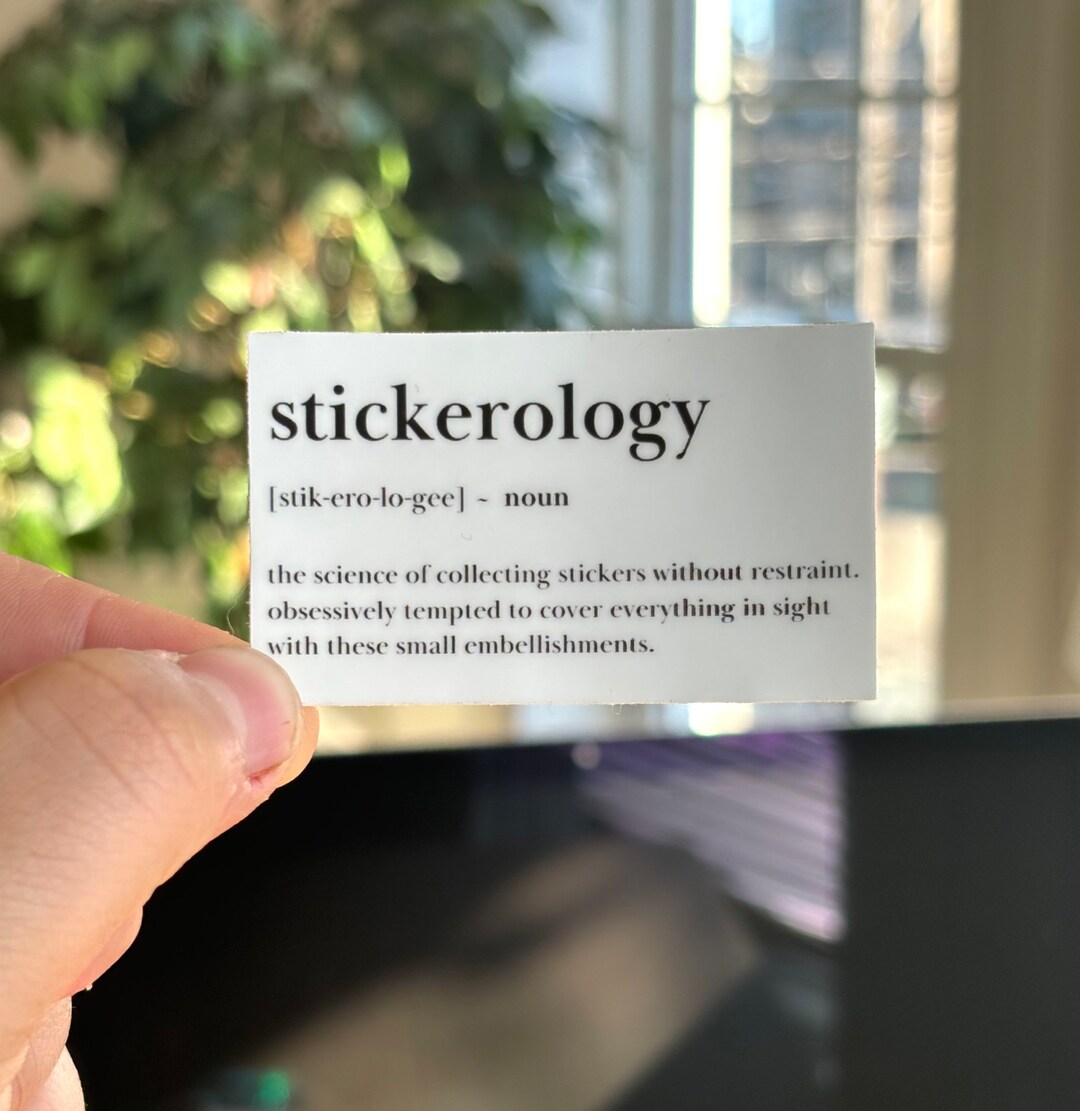 stickerology
[stik-ero-lo-gee] ~ noun
the science of collecting stickers without restraint.
obsessively tempted to cover everything in sight
with these small embellishments.